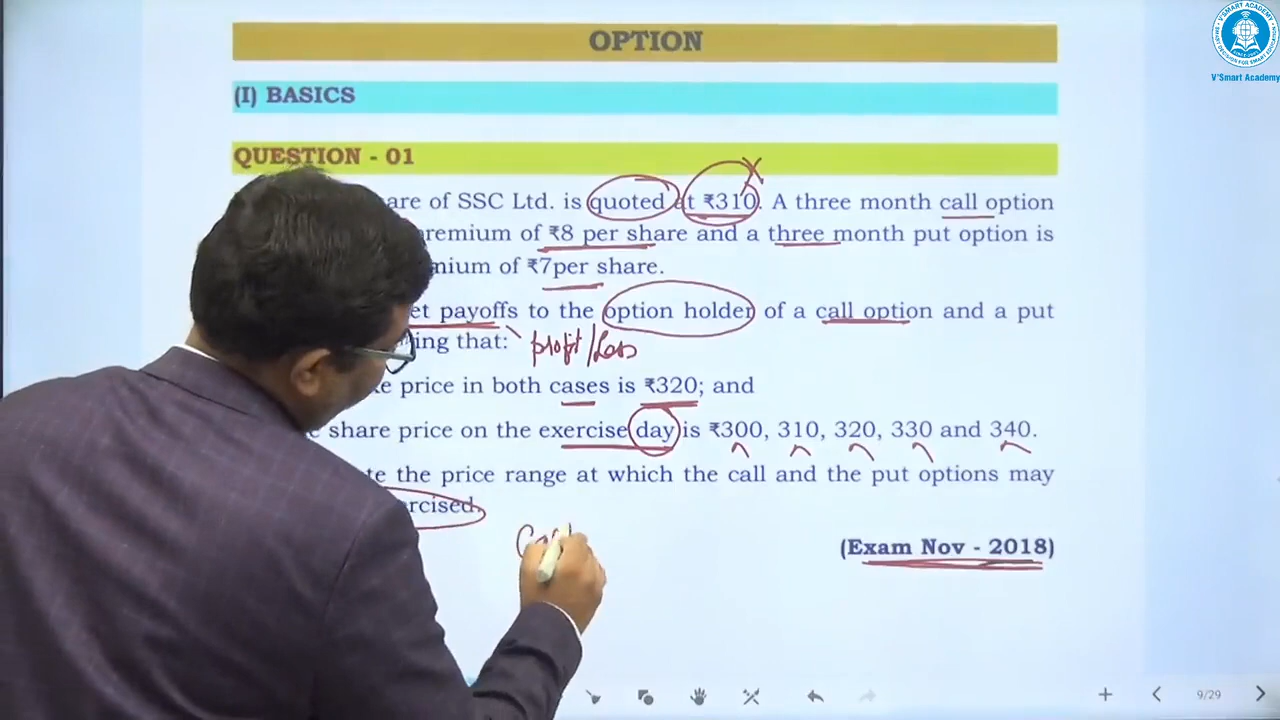 OPTION
(I) BASICS
QUESTION - 01
are of SSC Ltd. is quoted at ₹310. A three month call option
remium of ₹8 per share and a three month put option is
nium of ₹7per share.
et payoffs to the option holder of a call option and a put
ing that:
profit/Loss
ke price in both cases is ₹320; and
share price on the exercise day is ₹300, 310, 320, 330 and 340.
te the price range at which the call and the put options may
rcised.
(Exam Nov - 2018)
9/29
V'SMART ACADEMY
V'Smart Academy